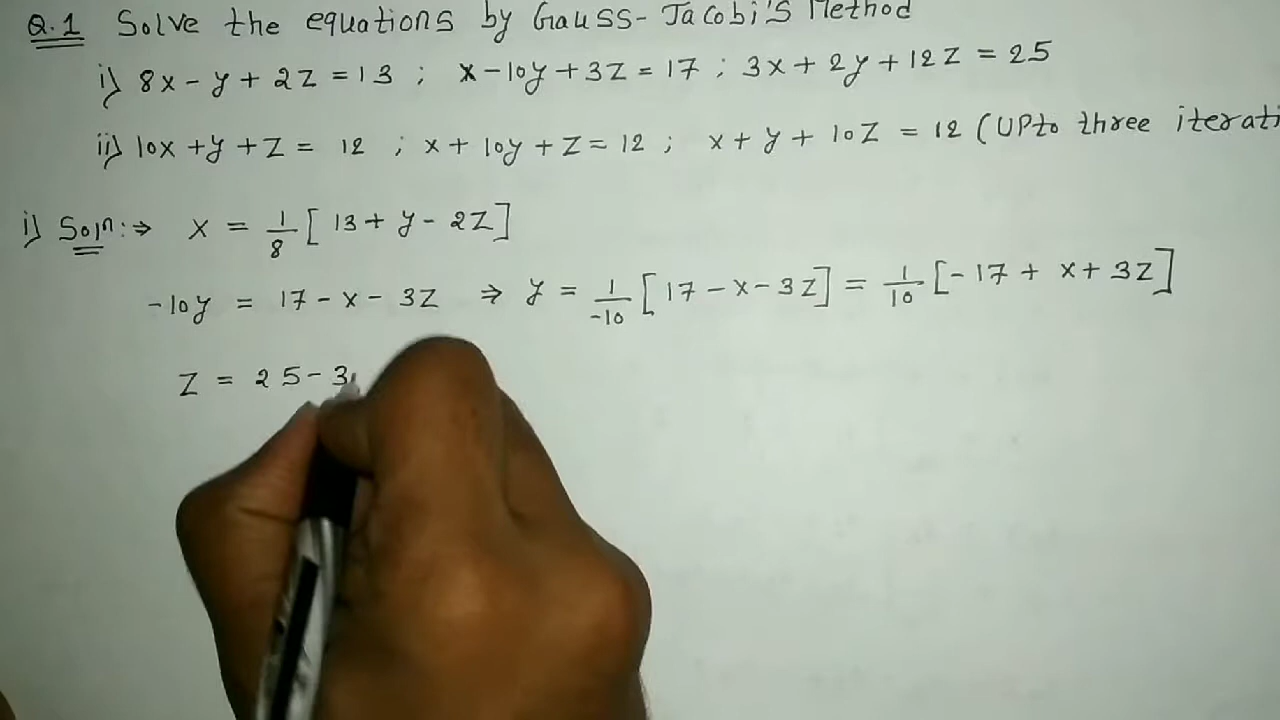 Q.1 Solve the equations by Gauss-Jacobi's Method
i) 8x - y + 2z = 13 ; x - 10y + 3z = 17 ; 3x + 2y + 12z = 25
ii) 10x + y + z = 12 ; x + 10y + z = 12 ; x + y + 10z = 12 (UPto three iterati
i) Soln :⇒ x = 1/8 [ 13 + y - 2z ]
-10y = 17 - x - 3z ⇒ y = 1/-10 [ 17 - x - 3z ] = 1/10 [ - 17 + x + 3z ]
z = 25 - 3